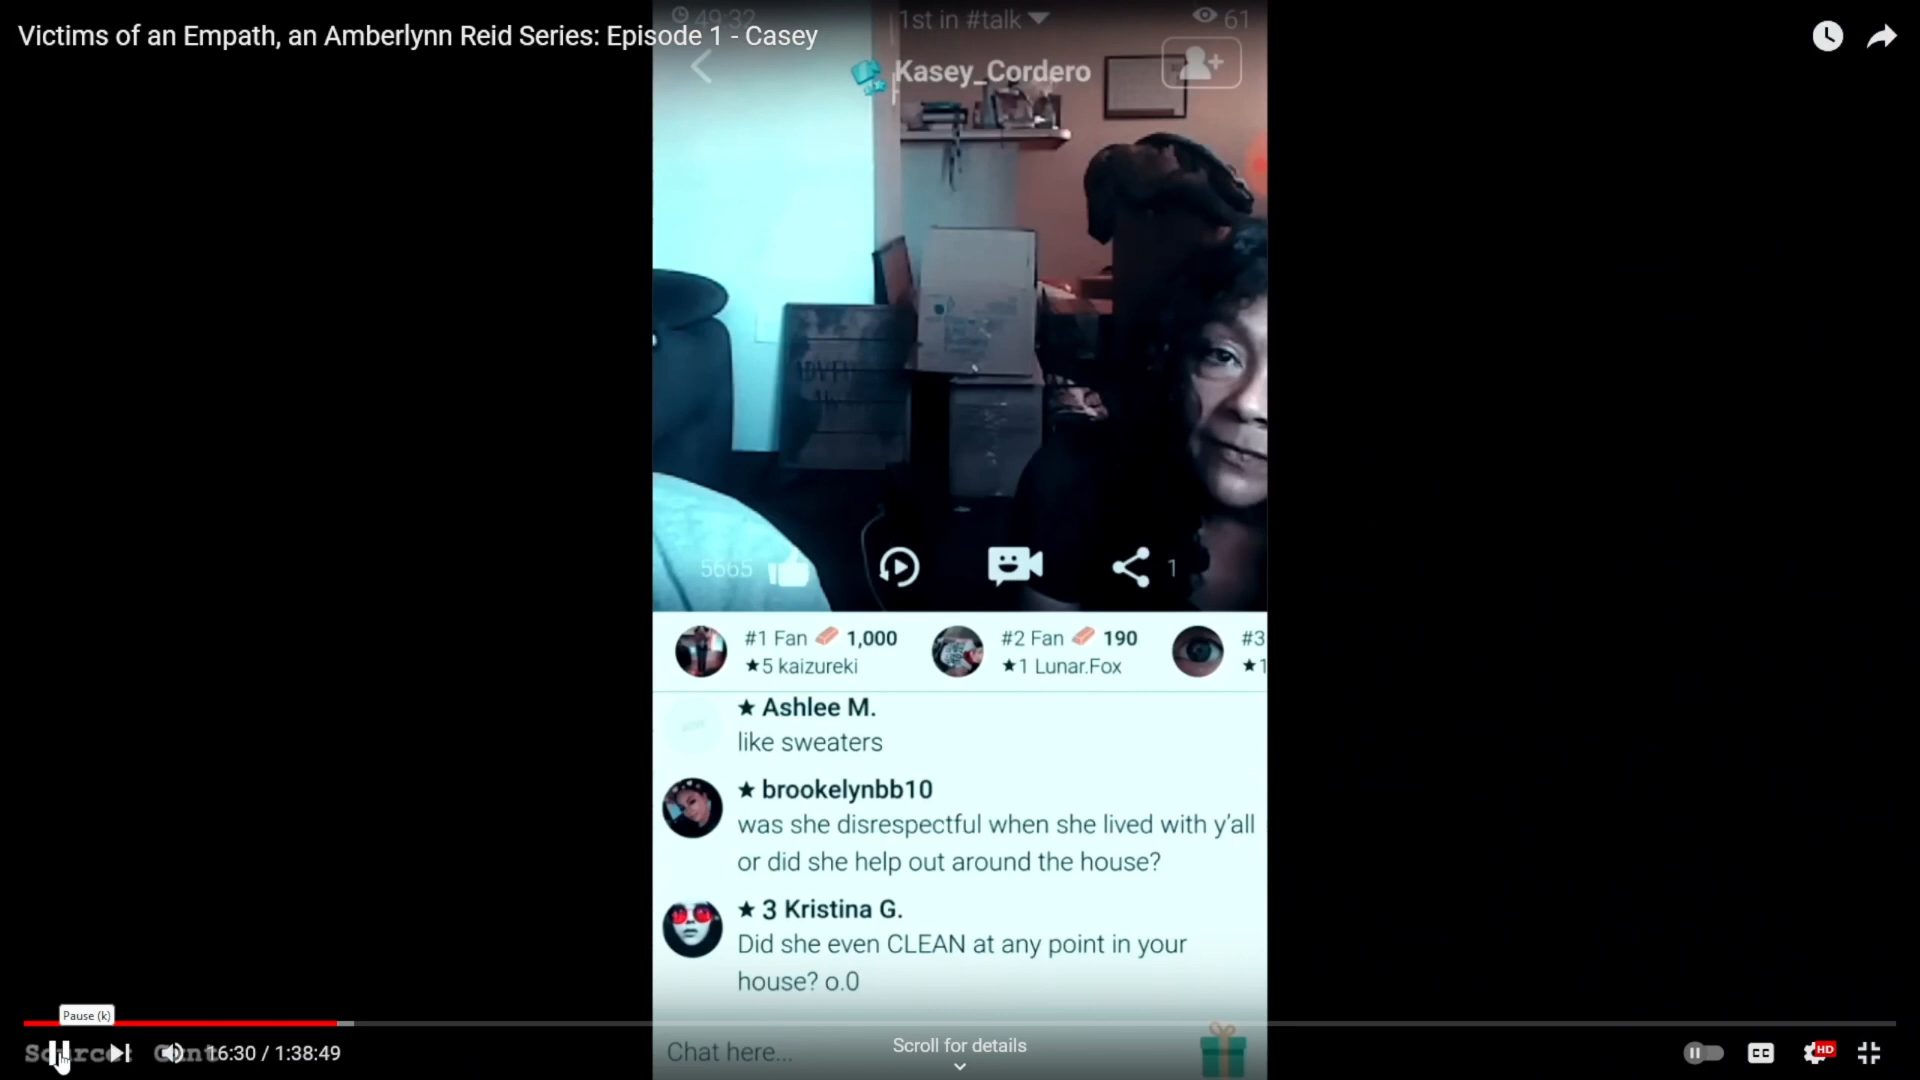 Victims of an Empath, an Amberlynn Reid Series: Episode 1 - Casey
49:32
1st in #talk
61
Kasey_Cordero
5665
1
#1 Fan 1,000
★5 kaizureki
#2 Fan 190
★1 Lunar.Fox
#3
★1
★ Ashlee M.
like sweaters
★ brookelynbb10
was she disrespectful when she lived with y'all
or did she help out around the house?
★ 3 Kristina G.
Did she even CLEAN at any point in your
house? o.0
Chat here...
Scroll for details
Pause (k)
16:30 / 1:38:49
CC
HD